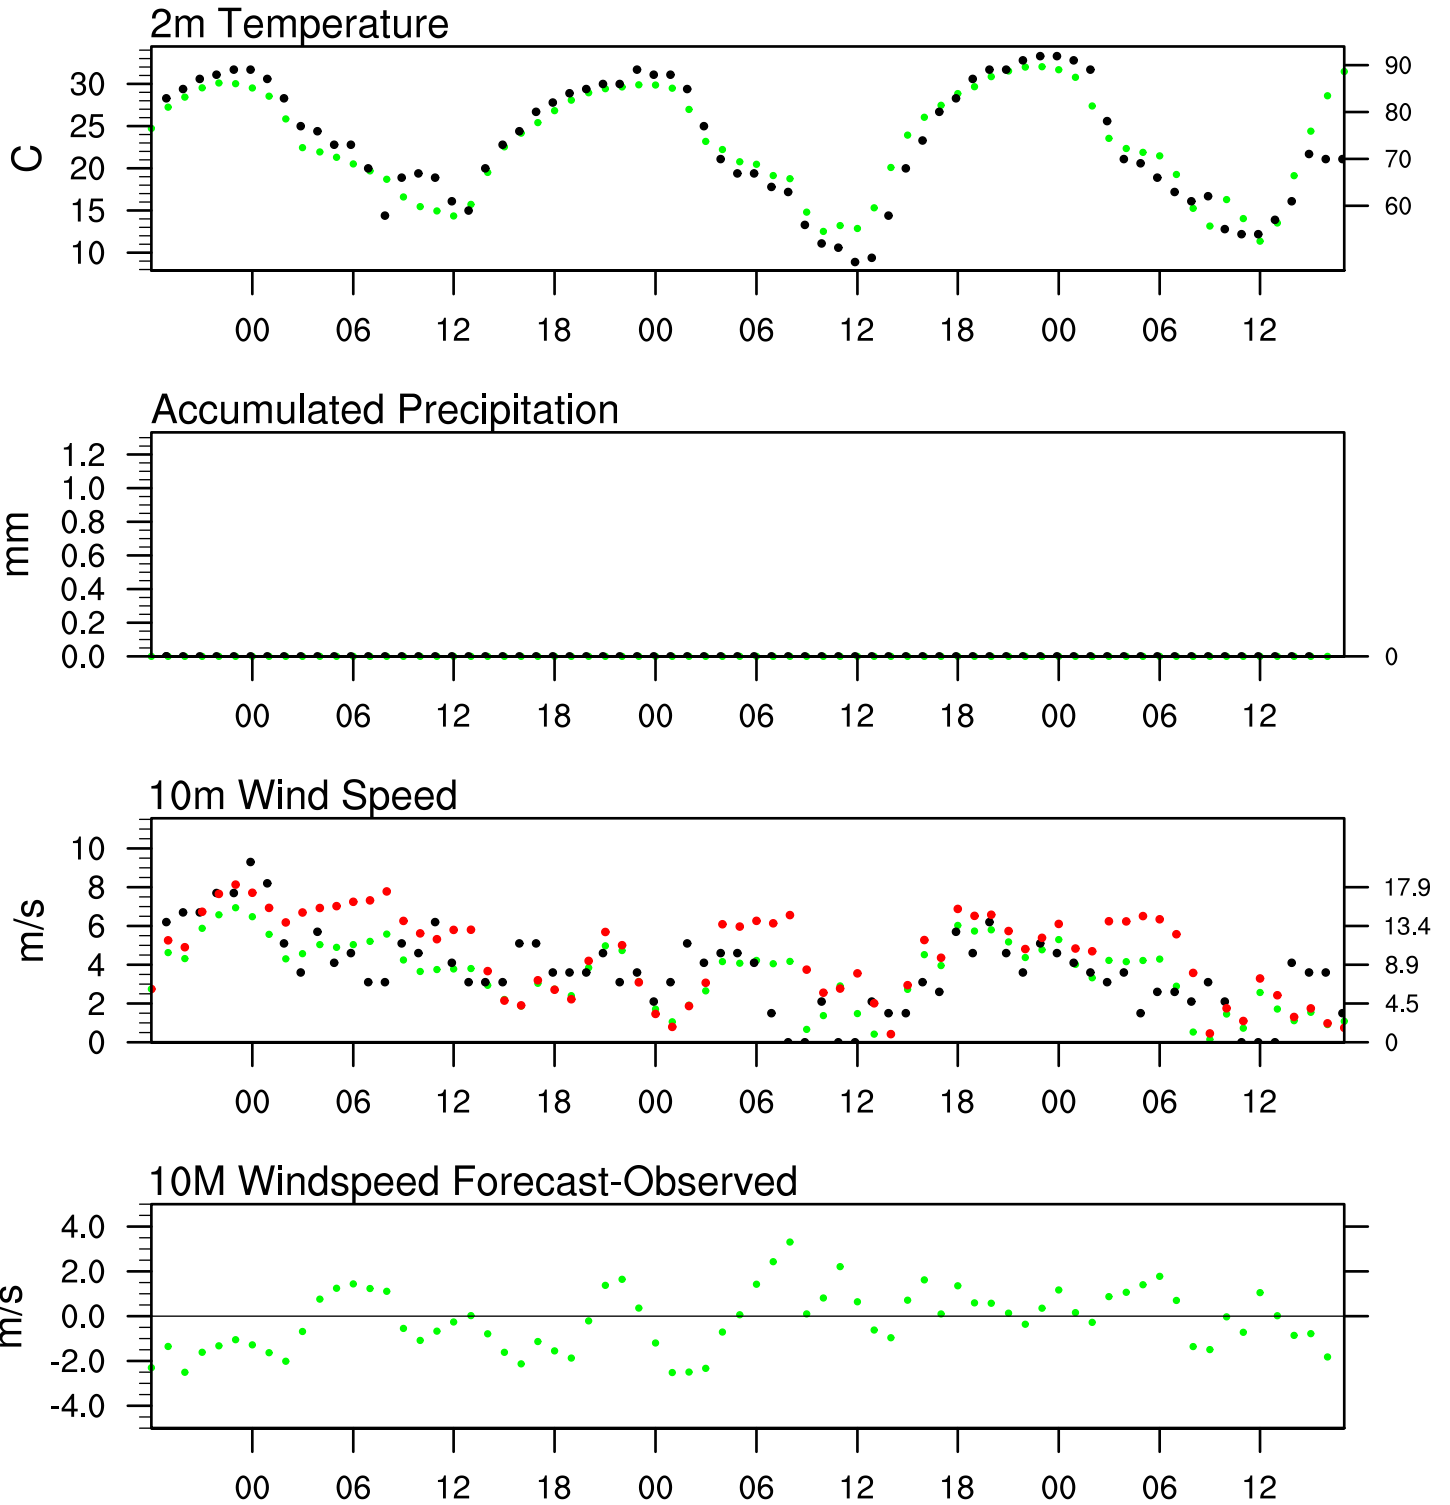 2m Temperature
C
30
25
20
15
10
90
80
70
60
00 06 12 18 00 06 12 18 00 06 12
Accumulated Precipitation
mm
1.2
1.0
0.8
0.6
0.4
0.2
0.0
0
00 06 12 18 00 06 12 18 00 06 12
10m Wind Speed
m/s
10
8
6
4
2
0
17.9
13.4
8.9
4.5
0
00 06 12 18 00 06 12 18 00 06 12
10M Windspeed Forecast-Observed
m/s
4.0
2.0
0.0
-2.0
-4.0
00 06 12 18 00 06 12 18 00 06 12